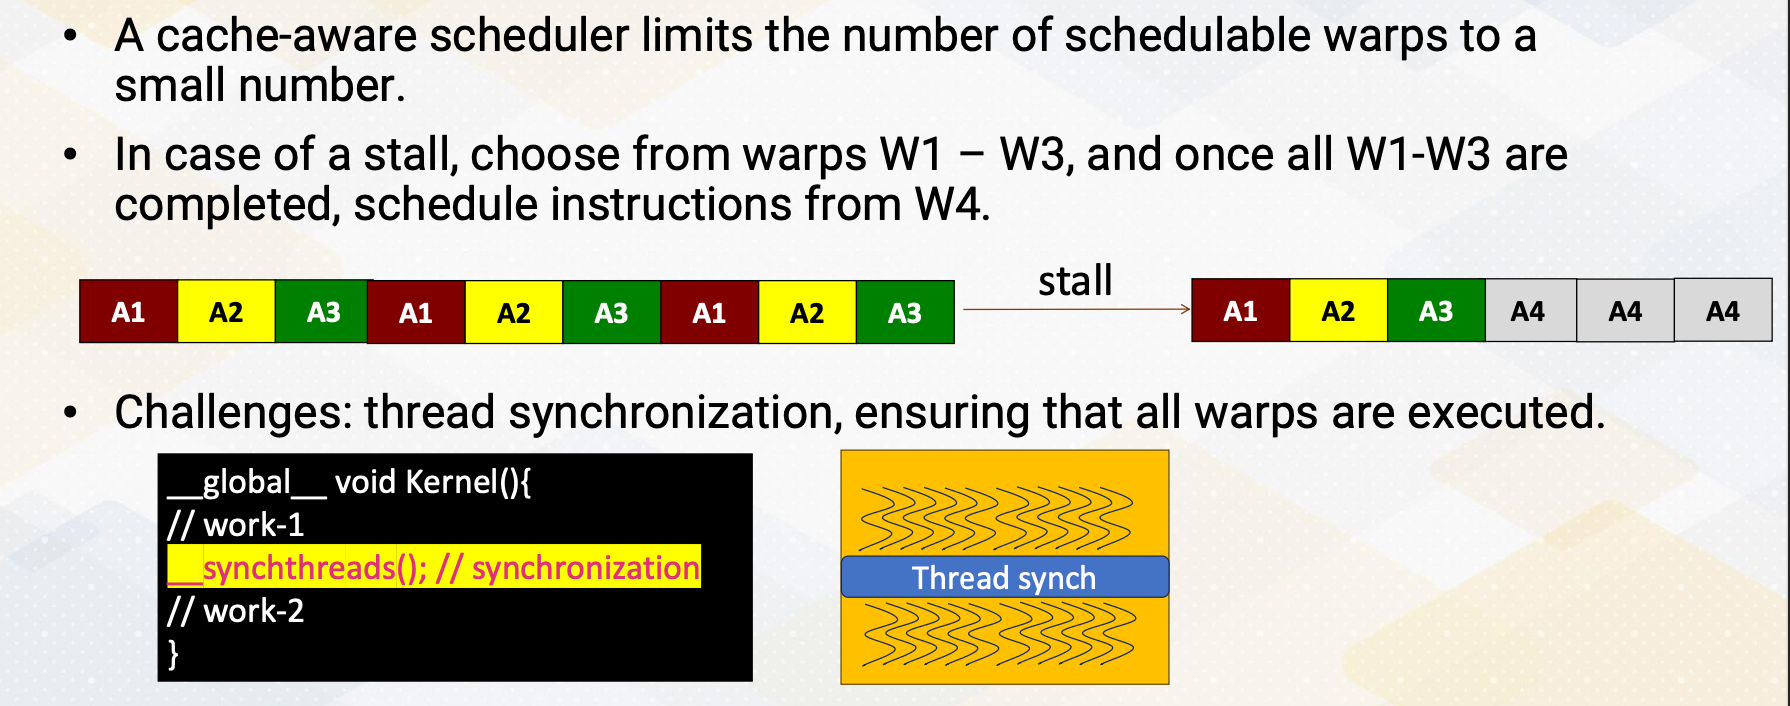 • A cache-aware scheduler limits the number of schedulable warps to a
small number.
• In case of a stall, choose from warps W1 – W3, and once all W1-W3 are
completed, schedule instructions from W4.
A1 A2 A3 A1 A2 A3 A1 A2 A3 stall A1 A2 A3 A4 A4 A4
• Challenges: thread synchronization, ensuring that all warps are executed.
__global__ void Kernel(){
// work-1
__synchthreads(); // synchronization
// work-2
}
Thread synch